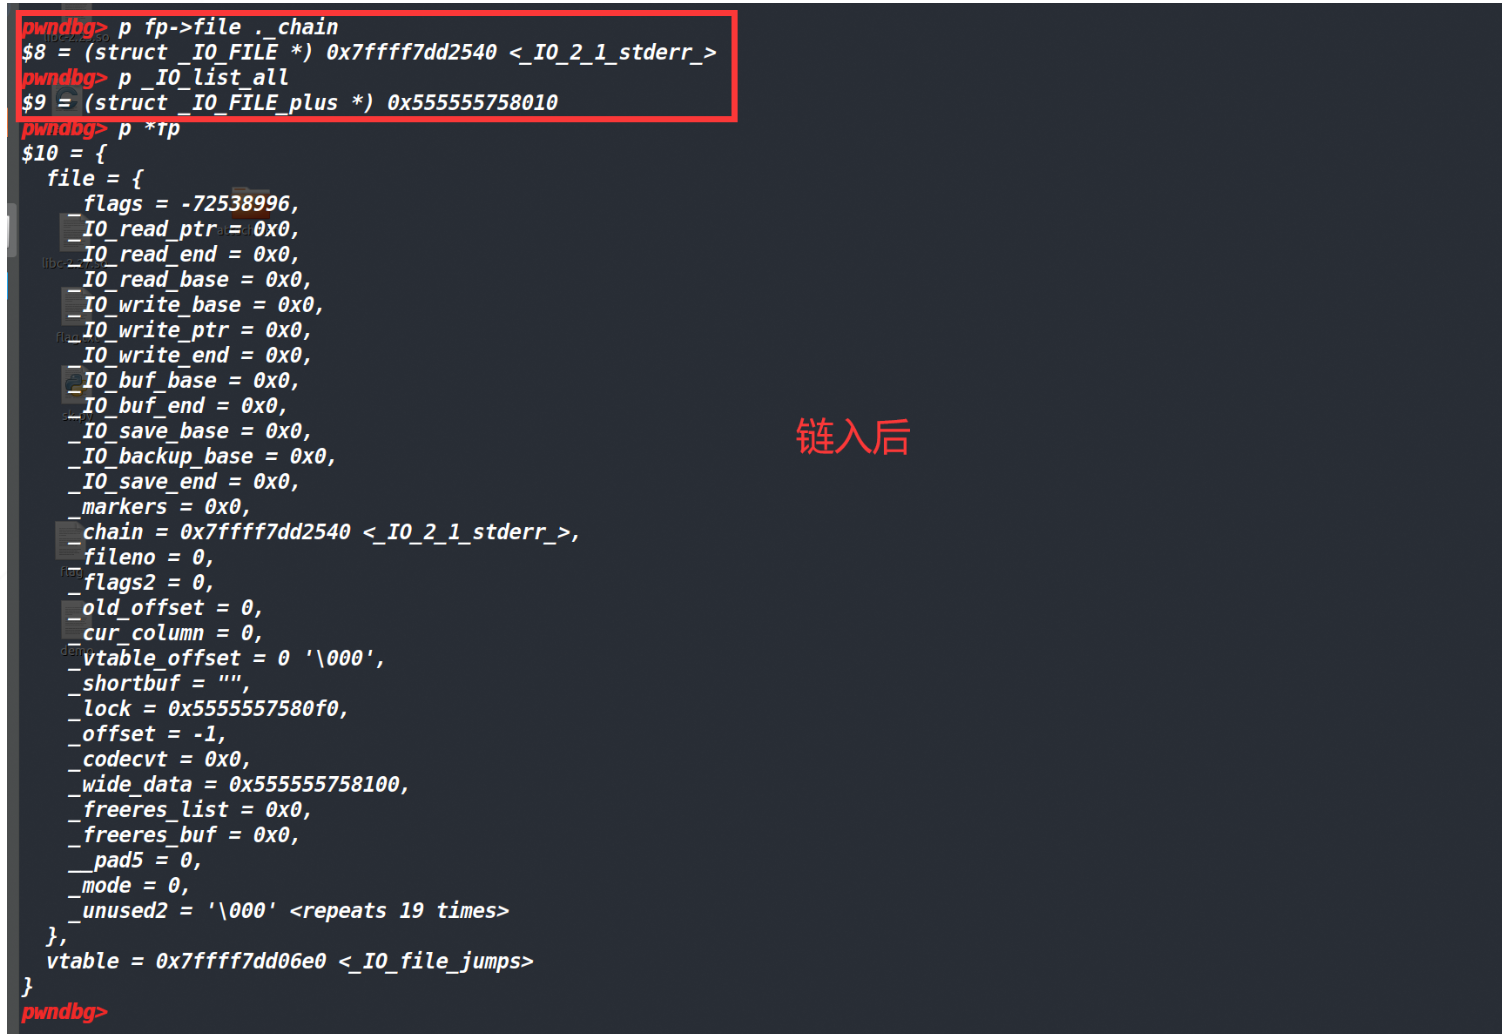 pwndbg> p fp->file ._chain
$8 = (struct _IO_FILE *) 0x7ffff7dd2540 <_IO_2_1_stderr_>
pwndbg> p _IO_list_all
$9 = (struct _IO_FILE_plus *) 0x555555758010
pwndbg> p *fp
$10 = {
  file = {
    _flags = -72538996,
    _IO_read_ptr = 0x0,
    _IO_read_end = 0x0,
    _IO_read_base = 0x0,
    _IO_write_base = 0x0,
    _IO_write_ptr = 0x0,
    _IO_write_end = 0x0,
    _IO_buf_base = 0x0,
    _IO_buf_end = 0x0,
    _IO_save_base = 0x0,
    _IO_backup_base = 0x0,
    _IO_save_end = 0x0,
    _markers = 0x0,
    _chain = 0x7ffff7dd2540 <_IO_2_1_stderr_>,
    _fileno = 0,
    _flags2 = 0,
    _old_offset = 0,
    _cur_column = 0,
    _vtable_offset = 0 '\000',
    _shortbuf = "",
    _lock = 0x5555557580f0,
    _offset = -1,
    _codecvt = 0x0,
    _wide_data = 0x555555758100,
    _freeres_list = 0x0,
    _freeres_buf = 0x0,
    __pad5 = 0,
    _mode = 0,
    _unused2 = '\000' <repeats 19 times>
  },
  vtable = 0x7ffff7dd06e0 <_IO_file_jumps>
}
pwndbg>
链入后